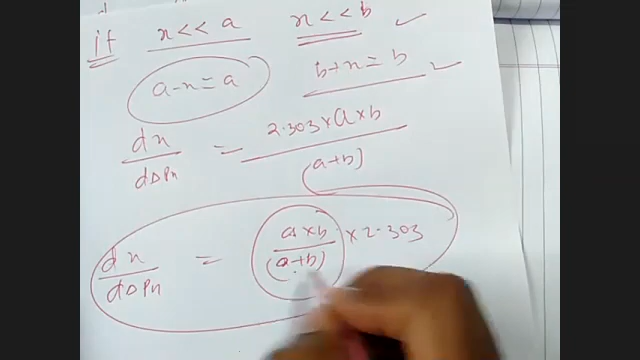 if x << a x << b ✓
a-x = a b+x = b ✓
dx/dΔpH = 2.303 × a × b/(a+b)
dx/dΔpH = a × b/(a+b) × 2.303